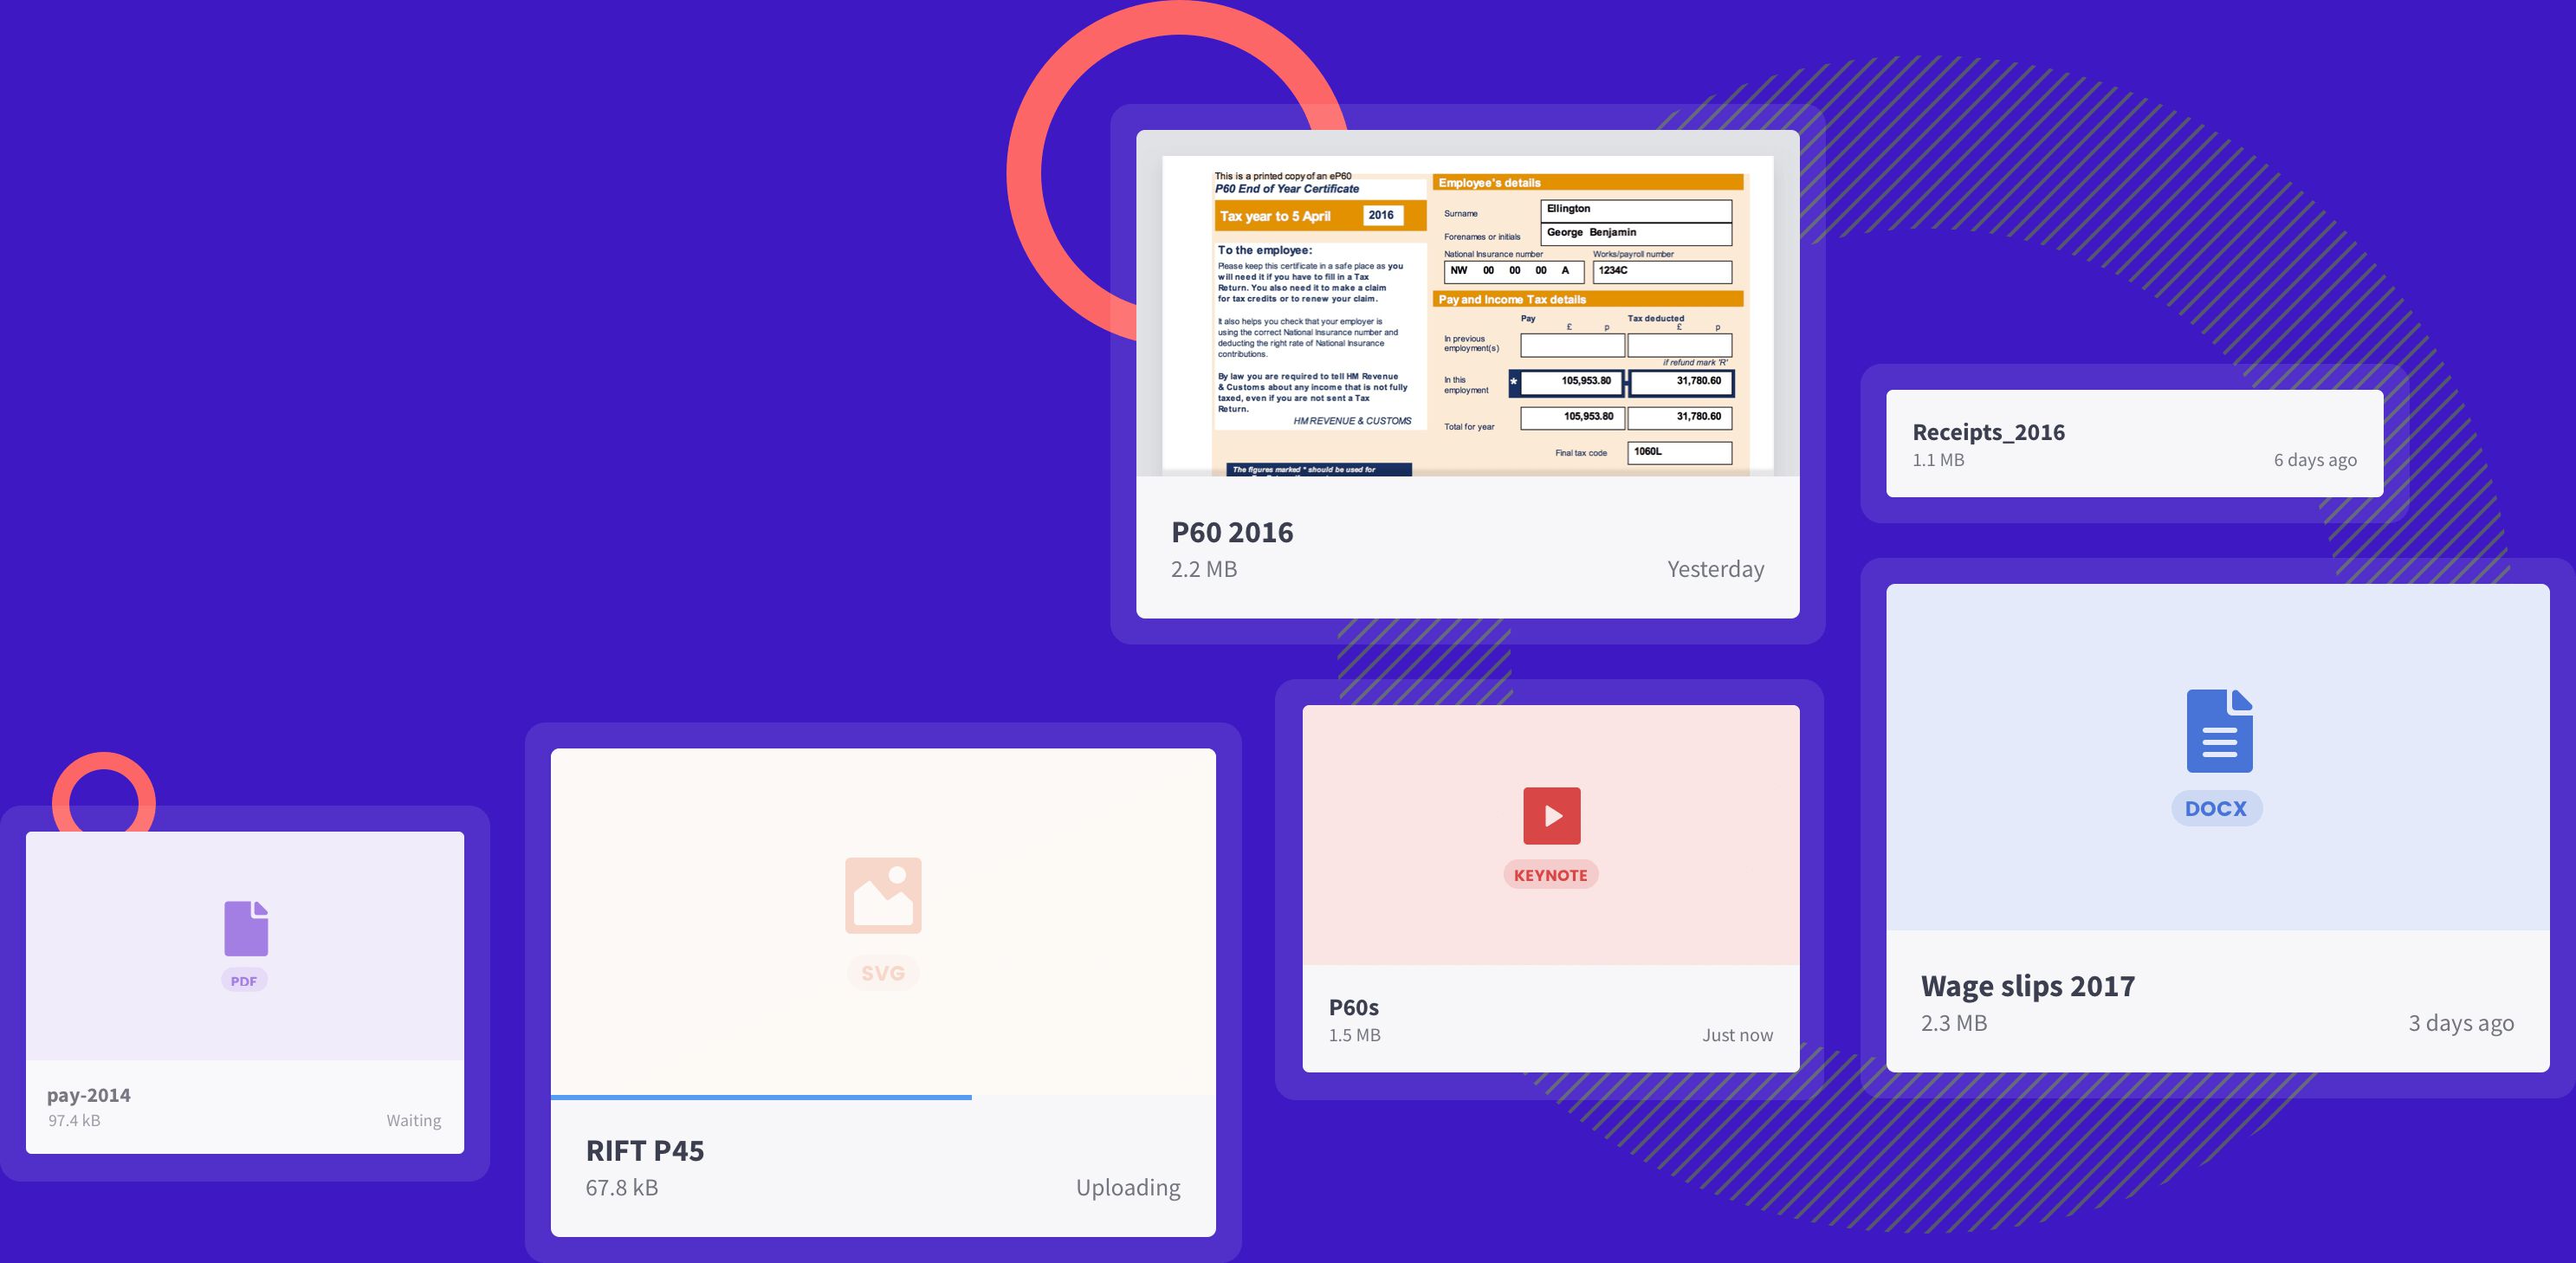 This is a printed copy of an eP60
P60 End of Year Certificate
Tax year to 5 April 2016
To the employee:
Please keep this certificate in a safe place as you
will need it if you have to fill in a Tax
Return. You also need it to make a claim
for tax credits or to renew your claim.
It also helps you check that your employer is
using the correct National Insurance number and
deducting the right rate of National Insurance
contributions.
By law you are required to tell HM Revenue
& Customs about any income that is not fully
taxed, even if you are not sent a Tax
Return.
HM REVENUE & CUSTOMS
The figures marked * should be used for
Employee's details
Surname Ellington
Forenames or initials George Benjamin
National Insurance number Works/payroll number
NW 00 00 00 A 1234C
Pay and Income Tax details
Pay Tax deducted
£ p £ p
In previous
employment(s)
if refund mark 'R'
In this
employment * 105,953.80 31,780.60
Total for year 105,953.80 31,780.60
Final tax code 1060L
P60 2016
2.2 MB Yesterday
Receipts_2016
1.1 MB 6 days ago
DOCX
Wage slips 2017
2.3 MB 3 days ago
KEYNOTE
P60s
1.5 MB Just now
SVG
RIFT P45
67.8 kB Uploading
PDF
pay-2014
97.4 kB Waiting